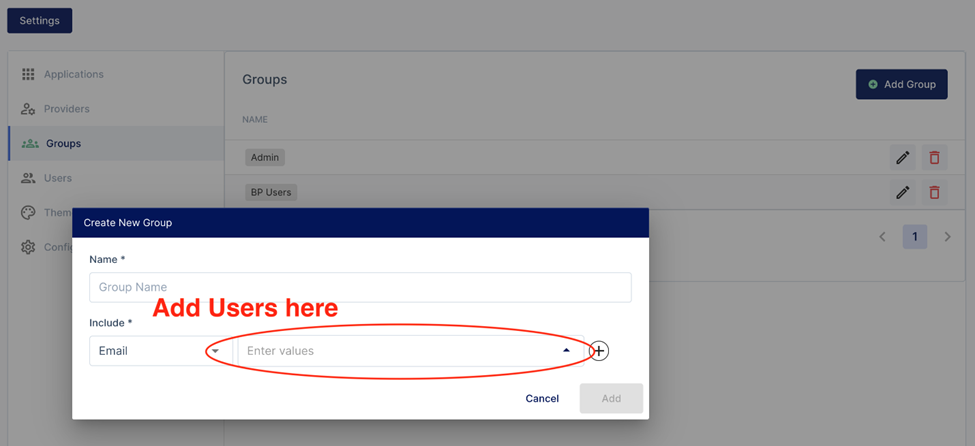 Settings
Applications
Providers
Groups
Users
Them
Confi
Groups
Add Group
NAME
Admin
BP Users
1
Create New Group
Name *
Group Name
Add Users here
Include *
Email
Enter values
Cancel
Add